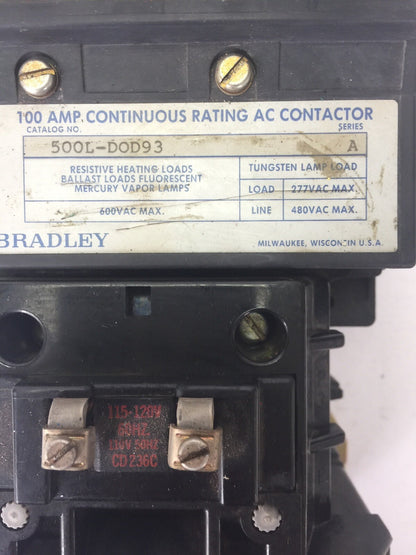 100 AMP. CONTINUOUS RATING AC CONTACTOR
CATALOG NO. SERIES
500L-DOD93 A
RESISTIVE HEATING LOADS
BALLAST LOADS FLUORESCENT
MERCURY VAPOR LAMPS
TUNGSTEN LAMP LOAD
LOAD 277VAC MAX.
600VAC MAX.
LINE 480VAC MAX.
BRADLEY
MILWAUKEE, WISCONSIN U.S.A.
115-120V
60HZ.
110V 50HZ
CD236C